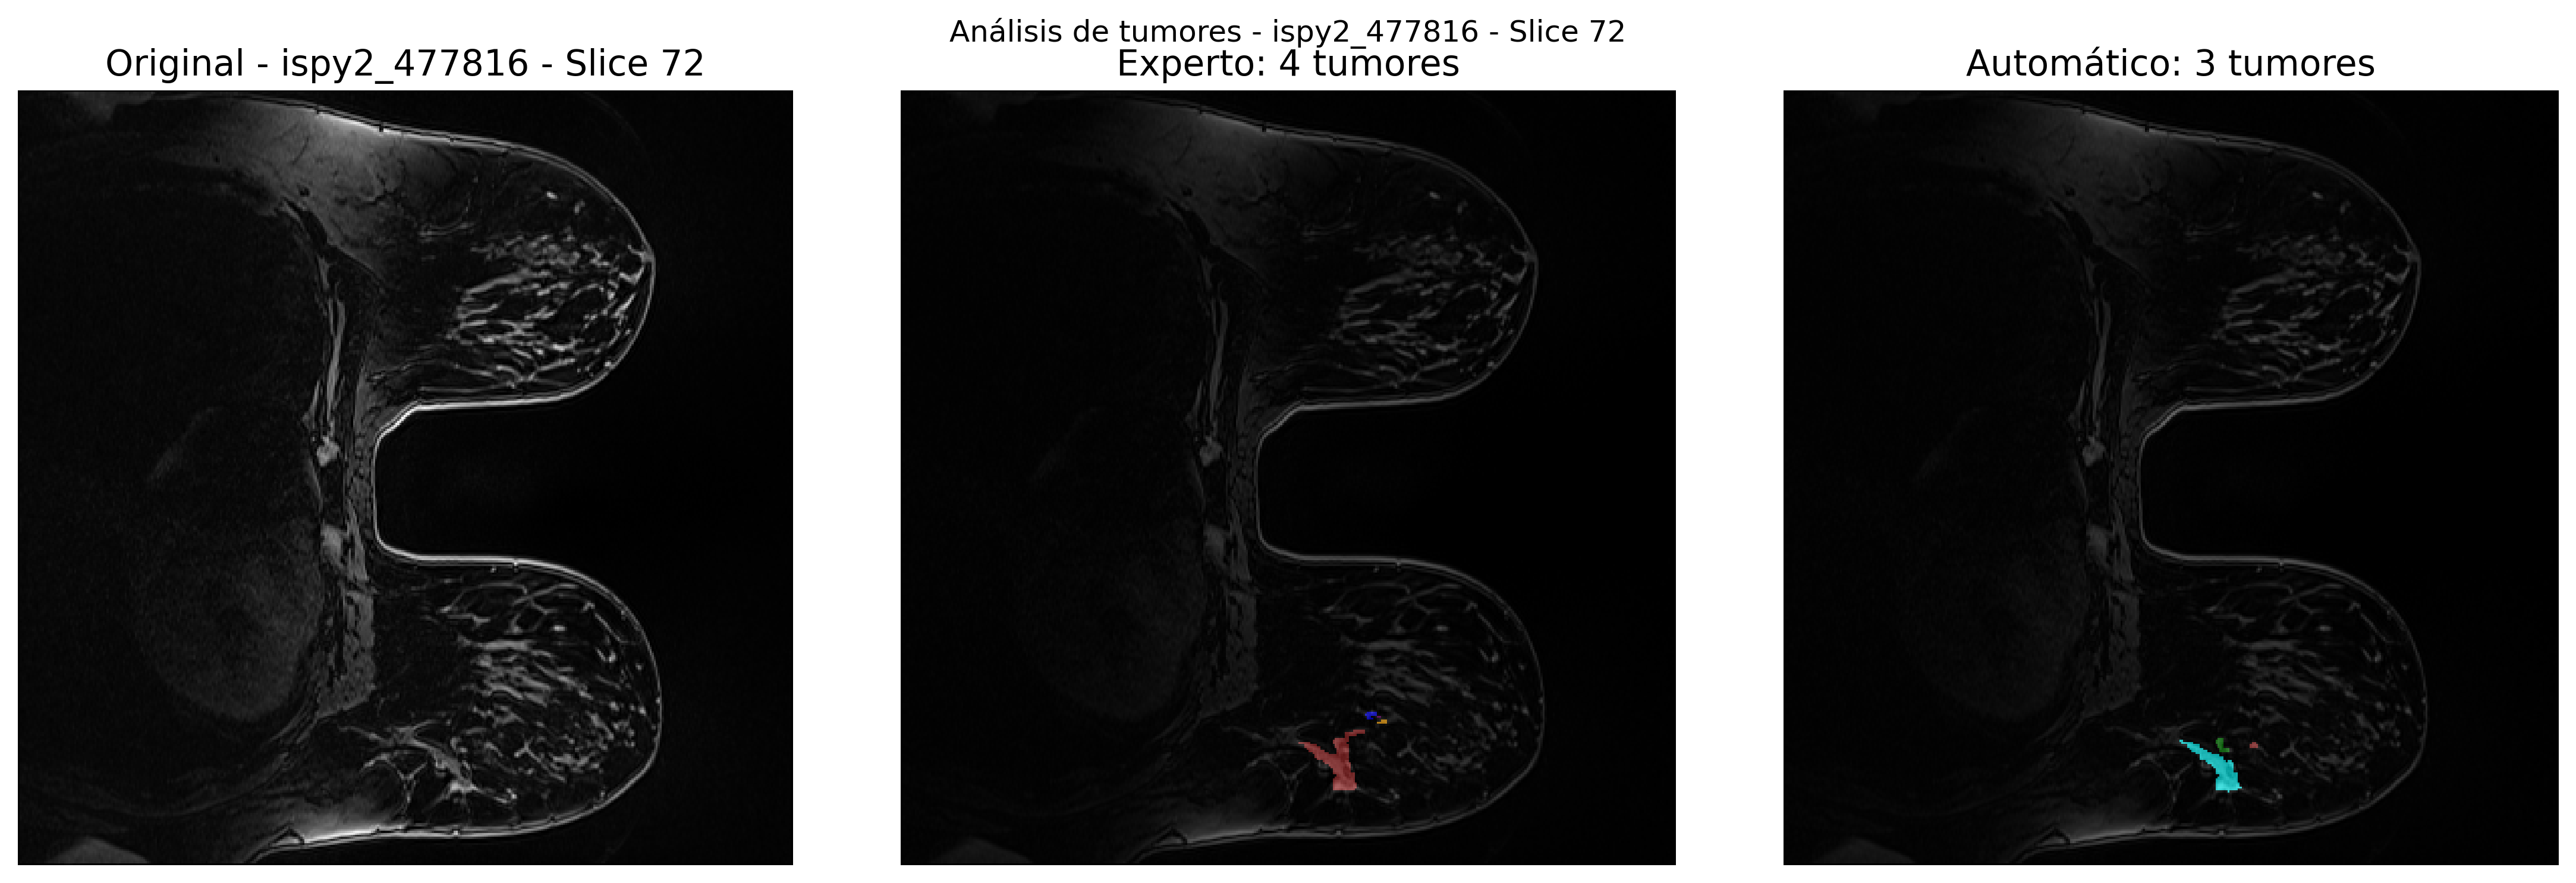 Análisis de tumores - ispy2_477816 - Slice 72
Original - ispy2_477816 - Slice 72
Experto: 4 tumores
Automático: 3 tumores